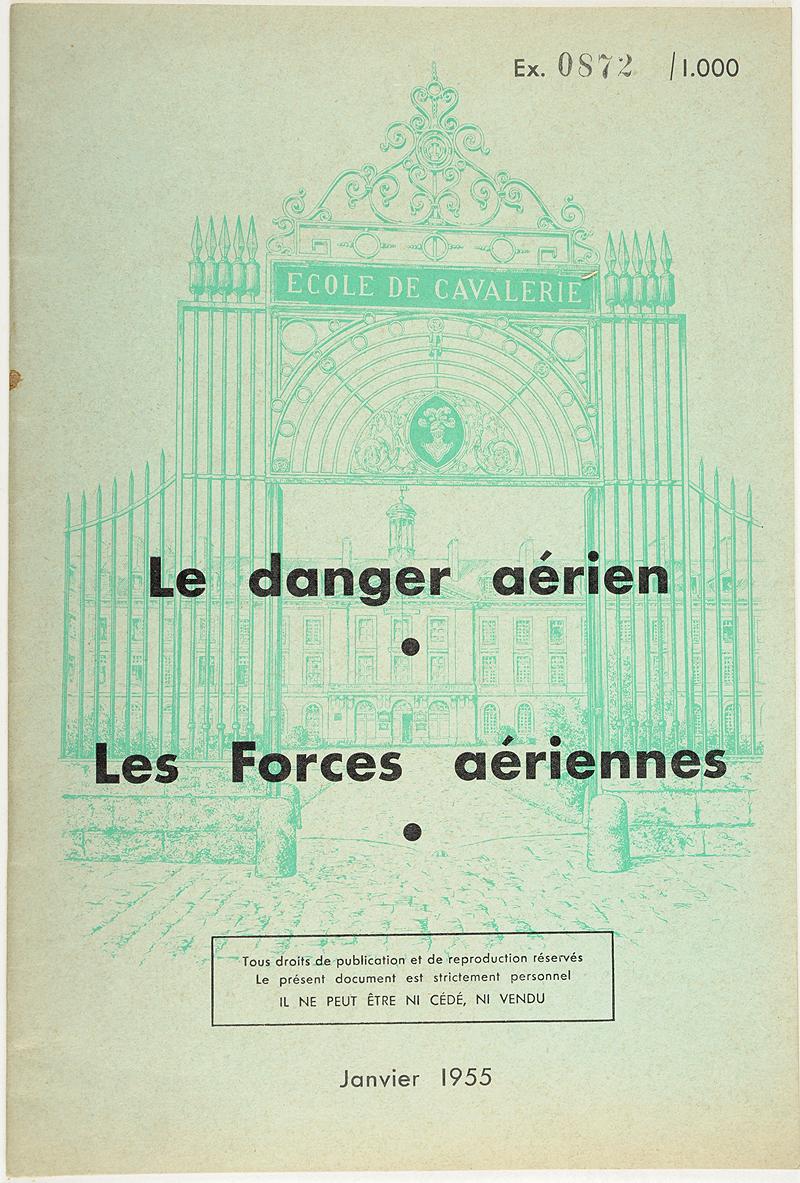 Ex. 0872 /1.000
ECOLE DE CAVALERIE
Le danger aérien
•
Les Forces aériennes
•
Tous droits de publication et de reproduction réservés
Le présent document est strictement personnel
IL NE PEUT ÊTRE NI CÉDÉ, NI VENDU
Janvier 1955